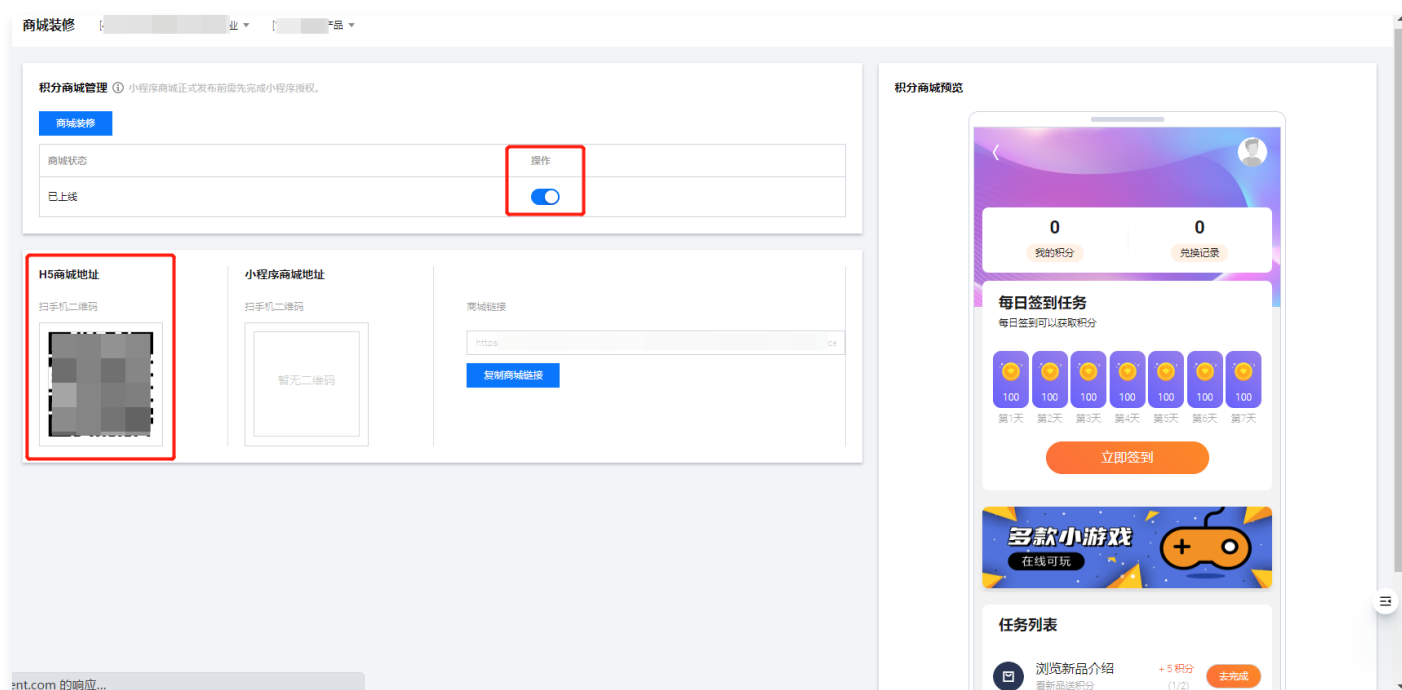 商城装修
业
产品
积分商城管理 小程序商城正式发布前需先完成小程序授权。
商城装修
商城状态 操作
已上线
H5商城地址 小程序商城地址
扫手机二维码 扫手机二维码 商城链接
https ce
暂无二维码
复制商城链接
积分商城预览
0 0
我的积分 兑换记录
每日签到任务
每日签到可以获取积分
100 100 100 100 100 100 100
第1天 第2天 第3天 第4天 第5天 第6天 第7天
立即签到
多款小游戏
在线可玩
任务列表
浏览新品介绍 +5积分 去完成
看新品送积分 (1/2)
ent.com 的响应...